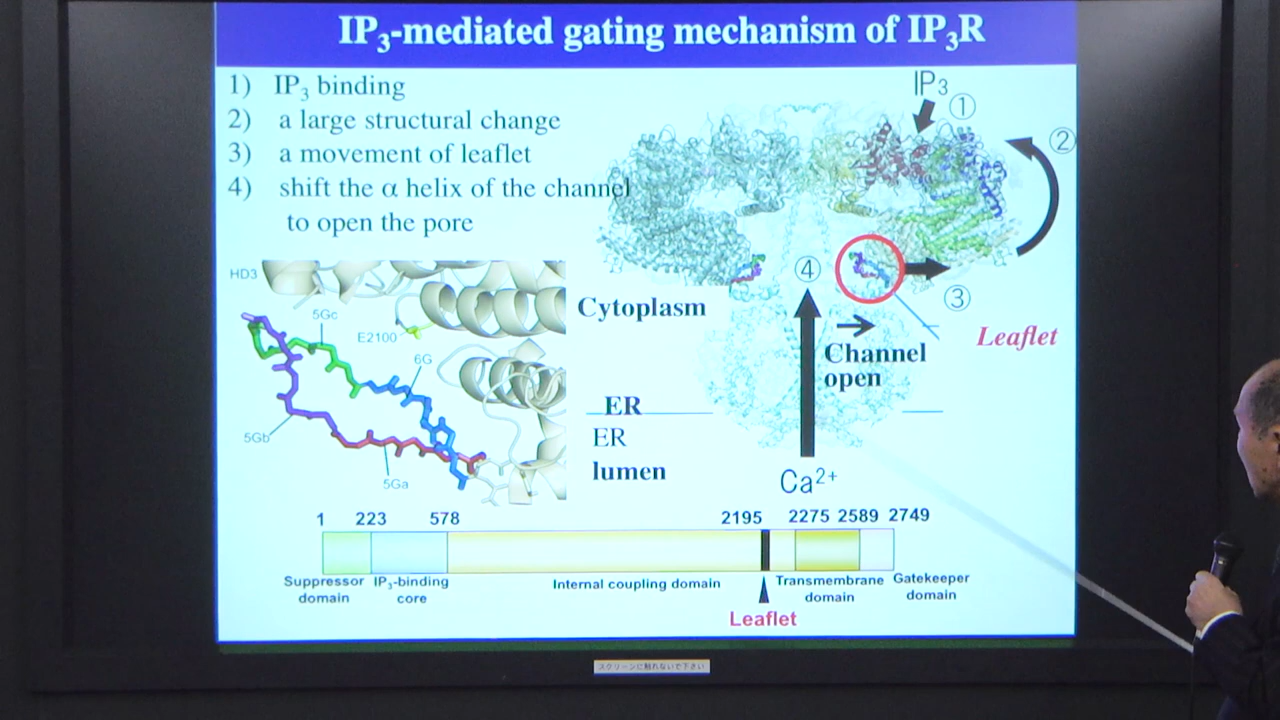 IP₃-mediated gating mechanism of IP₃R
1) IP₃ binding
2) a large structural change
3) a movement of leaflet
4) shift the α helix of the channel
to open the pore
IP₃
①
②
③
④
HD3
5Gc
E2100
6G
5Gb
5Ga
Cytoplasm
Leaflet
Channel
open
ER
ER
lumen
Ca²⁺
1 223 578 2195 2275 2589 2749
Suppressor
domain
IP₃-binding
core
Internal coupling domain
Transmembrane
domain
Gatekeeper
domain
Leaflet
スクリーンに触れないで下さい